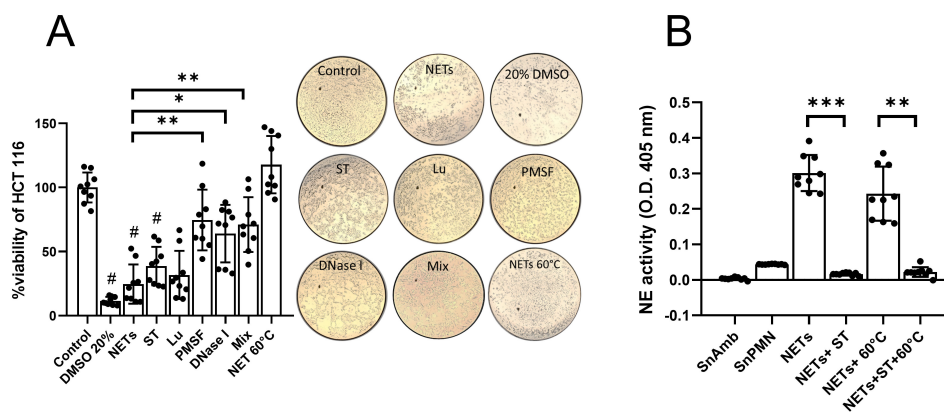 A
%viability of HCT 116
150
100
50
0
**
*
**
#
#
#
Control
DMSO 20%
NETs
ST
Lu
PMSF
DNase I
Mix
NET 60°C
Control
NETs
20% DMSO
ST
Lu
PMSF
DNase I
Mix
NETs 60°C
B
NE activity (O.D. 405 nm)
0.5
0.4
0.3
0.2
0.1
0.0
-0.1
***
**
SnAmb
SnPMN
NETs
NETs+ ST
NETs+ 60°C
NETs+ST+60°C